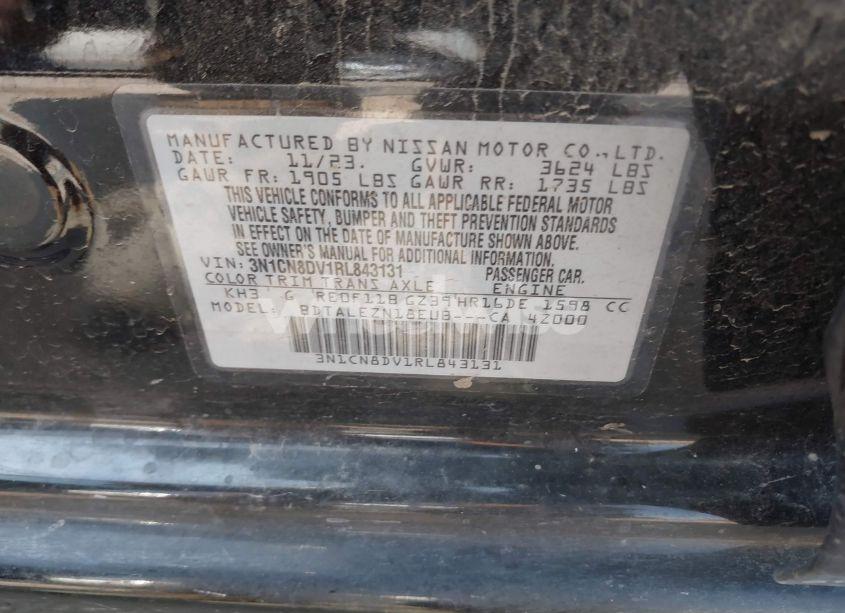 MANUFACTURED BY NISSAN MOTOR CO.,LTD.
DATE: 11/23. GVWR: 3624 LBS
GAWR FR: 1905 LBS GAWR RR: 1735 LBS
THIS VEHICLE CONFORMS TO ALL APPLICABLE FEDERAL MOTOR
VEHICLE SAFETY, BUMPER AND THEFT PREVENTION STANDARDS
IN EFFECT ON THE DATE OF MANUFACTURE SHOWN ABOVE.
SEE OWNER'S MANUAL FOR ADDITIONAL INFORMATION.
VIN: 3N1CN8DV1RL843131 PASSENGER CAR.
COLOR TRIM TRANS AXLE ENGINE
KH3 G RE0F11B GZ39 HR16DE 1598 CC
MODEL: BDTALEZN18EUB---CA 42000
3N1CN8DV1RL843131